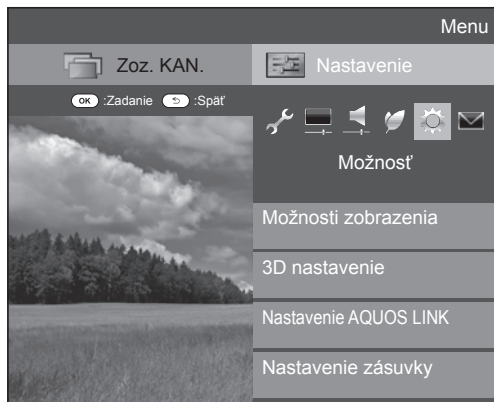 Menu
Zoz. KAN.
Nastavenie
OK :Zadanie :Späť
Možnosť
Možnosti zobrazenia
3D nastavenie
Nastavenie AQUOS LINK
Nastavenie zásuvky